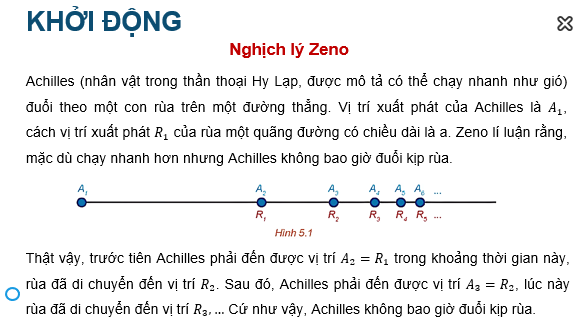 KHỞI ĐỘNG
Nghịch lý Zeno
Achilles (nhân vật trong thần thoại Hy Lạp, được mô tả có thể chạy nhanh như gió)
đuổi theo một con rùa trên một đường thẳng. Vị trí xuất phát của Achilles là A₁,
cách vị trí xuất phát R₁ của rùa một quãng đường có chiều dài là a. Zeno lí luận rằng,
mặc dù chạy nhanh hơn nhưng Achilles không bao giờ đuổi kịp rùa.
A₁ A₂ A₃ A₄ A₅ A₆ ...
R₁ R₂ R₃ R₄ R₅ ...
Hình 5.1
Thật vậy, trước tiên Achilles phải đến được vị trí A₂ = R₁ trong khoảng thời gian này,
rùa đã di chuyển đến vị trí R₂. Sau đó, Achilles phải đến được vị trí A₃ = R₂, lúc này
rùa đã di chuyển đến vị trí R₃, ... Cứ như vậy, Achilles không bao giờ đuổi kịp rùa.